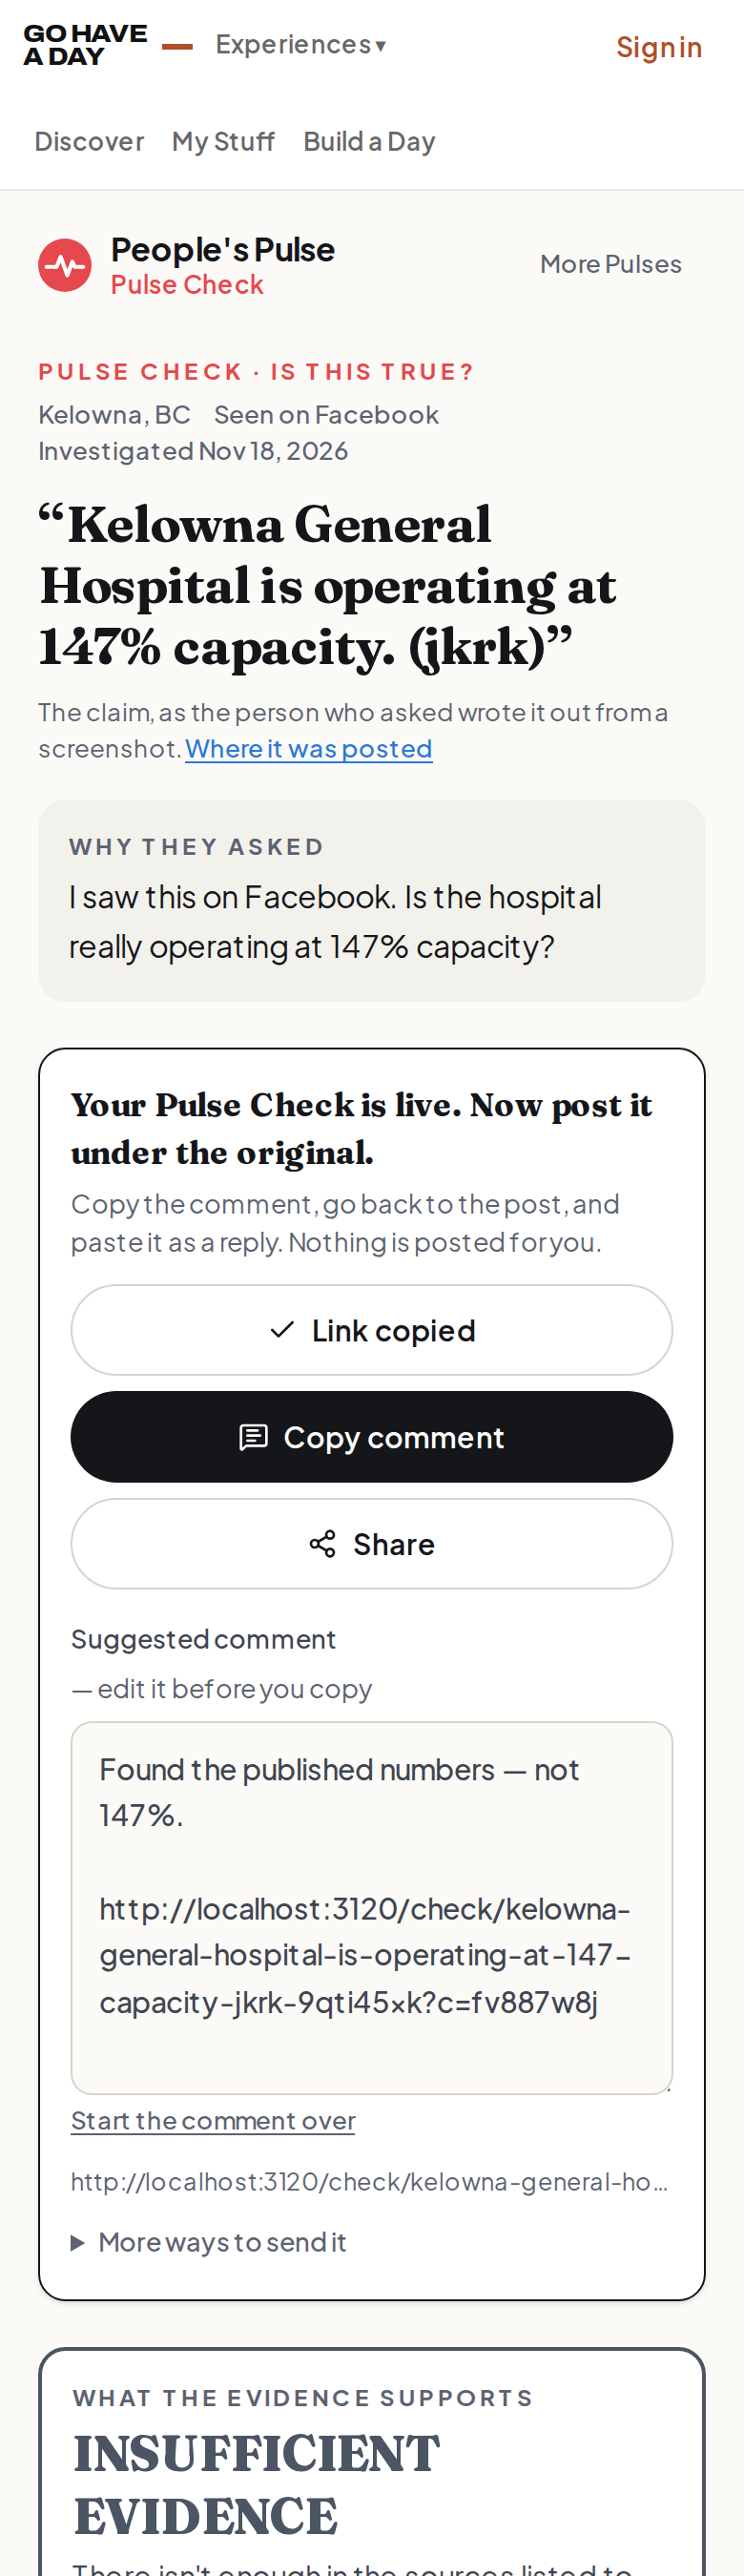 GO HAVE
A DAY
Experiences ▾
Sign in
Discover My Stuff Build a Day
People's Pulse
Pulse Check
More Pulses
PULSE CHECK · IS THIS TRUE?
Kelowna, BC Seen on Facebook
Investigated Nov 18, 2026
“Kelowna General
Hospital is operating at
147% capacity. (jkrk)”
The claim, as the person who asked wrote it out from a
screenshot. Where it was posted
WHY THEY ASKED
I saw this on Facebook. Is the hospital
really operating at 147% capacity?
Your Pulse Check is live. Now post it
under the original.
Copy the comment, go back to the post, and
paste it as a reply. Nothing is posted for you.
Link copied
Copy comment
Share
Suggested comment
— edit it before you copy
Found the published numbers — not
147%.
http://localhost:3120/check/kelowna-
general-hospital-is-operating-at-147-
capacity-jkrk-9qti45xk?c=fv887w8j
Start the comment over
http://localhost:3120/check/kelowna-general-ho…
▶ More ways to send it
WHAT THE EVIDENCE SUPPORTS
INSUFFICIENT
EVIDENCE
There isn't enough in the sources listed to